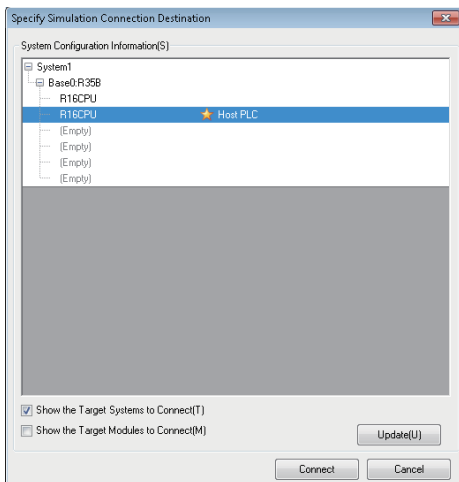 Specify Simulation Connection Destination
System Configuration Information(S)
System1
Base0:R35B
R16CPU
R16CPU Host PLC
(Empty)
(Empty)
(Empty)
(Empty)
Show the Target Systems to Connect(T)
Show the Target Modules to Connect(M)
Update(U)
Connect Cancel